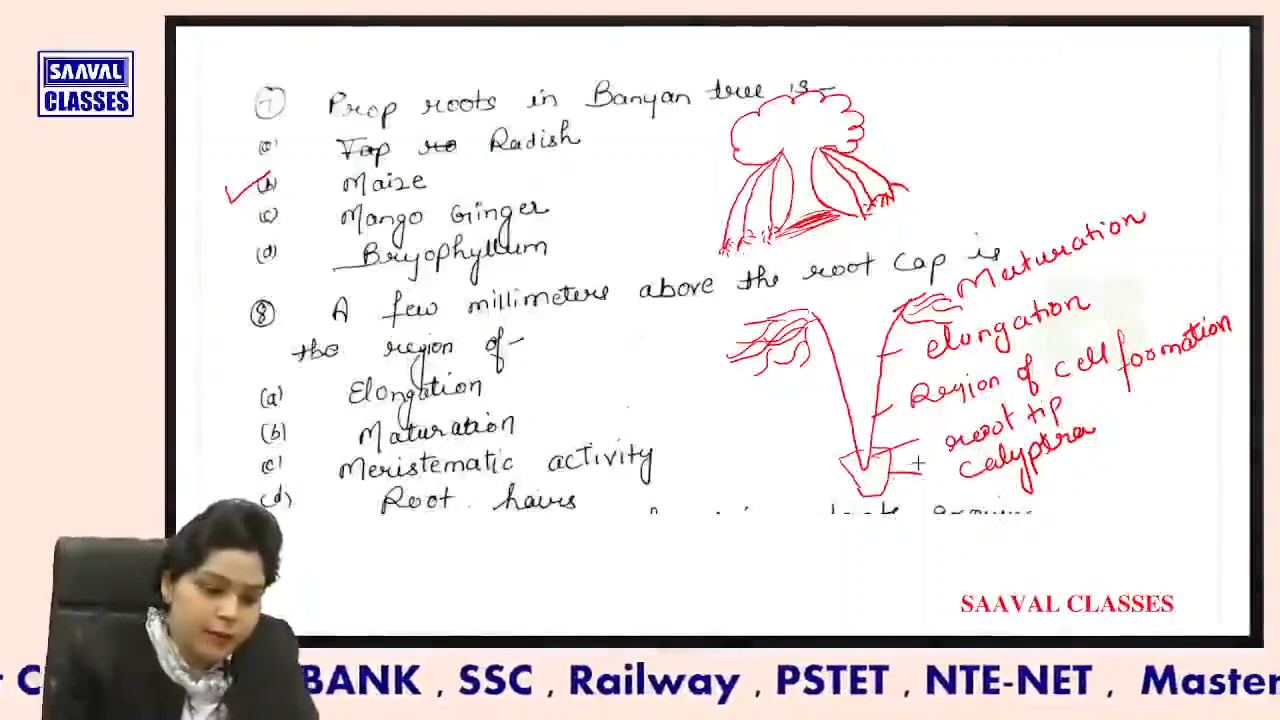 SAAVAL
CLASSES
7 Prop roots in Banyan tree is-
(a) Tap ro Radish
(b) Maize
(c) Mango Ginger
(d) Bryophyllum
8 A few millimeters above the root cap is
the region of-
(a) Elongation
(b) Maturation
(c) Meristematic activity
(d) Root hairs
Maturation
elongation
Region of cell formation
root tip
calyptra
SAAVAL CLASSES
BANK , SSC, Railway , PSTET , NTE-NET , Master